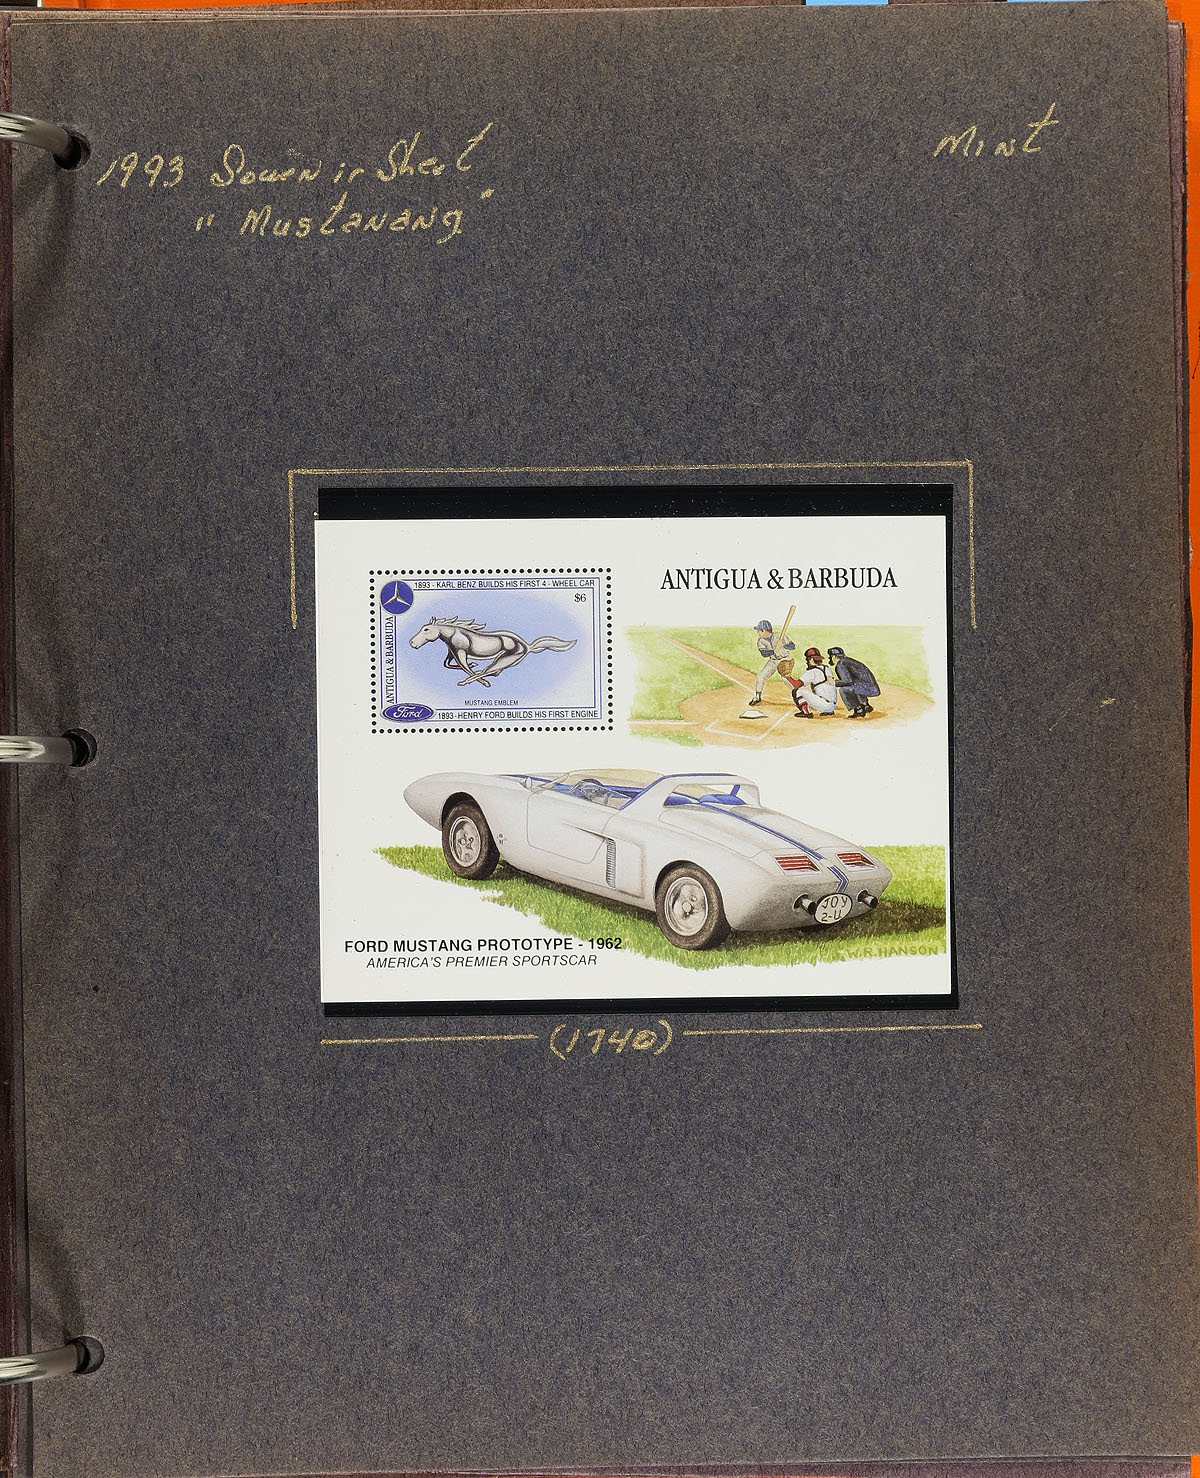 1993 Souvenir Sheet
Mint
" Mustanang"
1893 - KARL BENZ BUILDS HIS FIRST 4 - WHEEL CAR
$6
ANTIGUA & BARBUDA
MUSTANG EMBLEM
Ford
1893 - HENRY FORD BUILDS HIS FIRST ENGINE
ANTIGUA & BARBUDA
JOY
2-U
W.R. HANSON
FORD MUSTANG PROTOTYPE - 1962
AMERICA'S PREMIER SPORTSCAR
(1740)